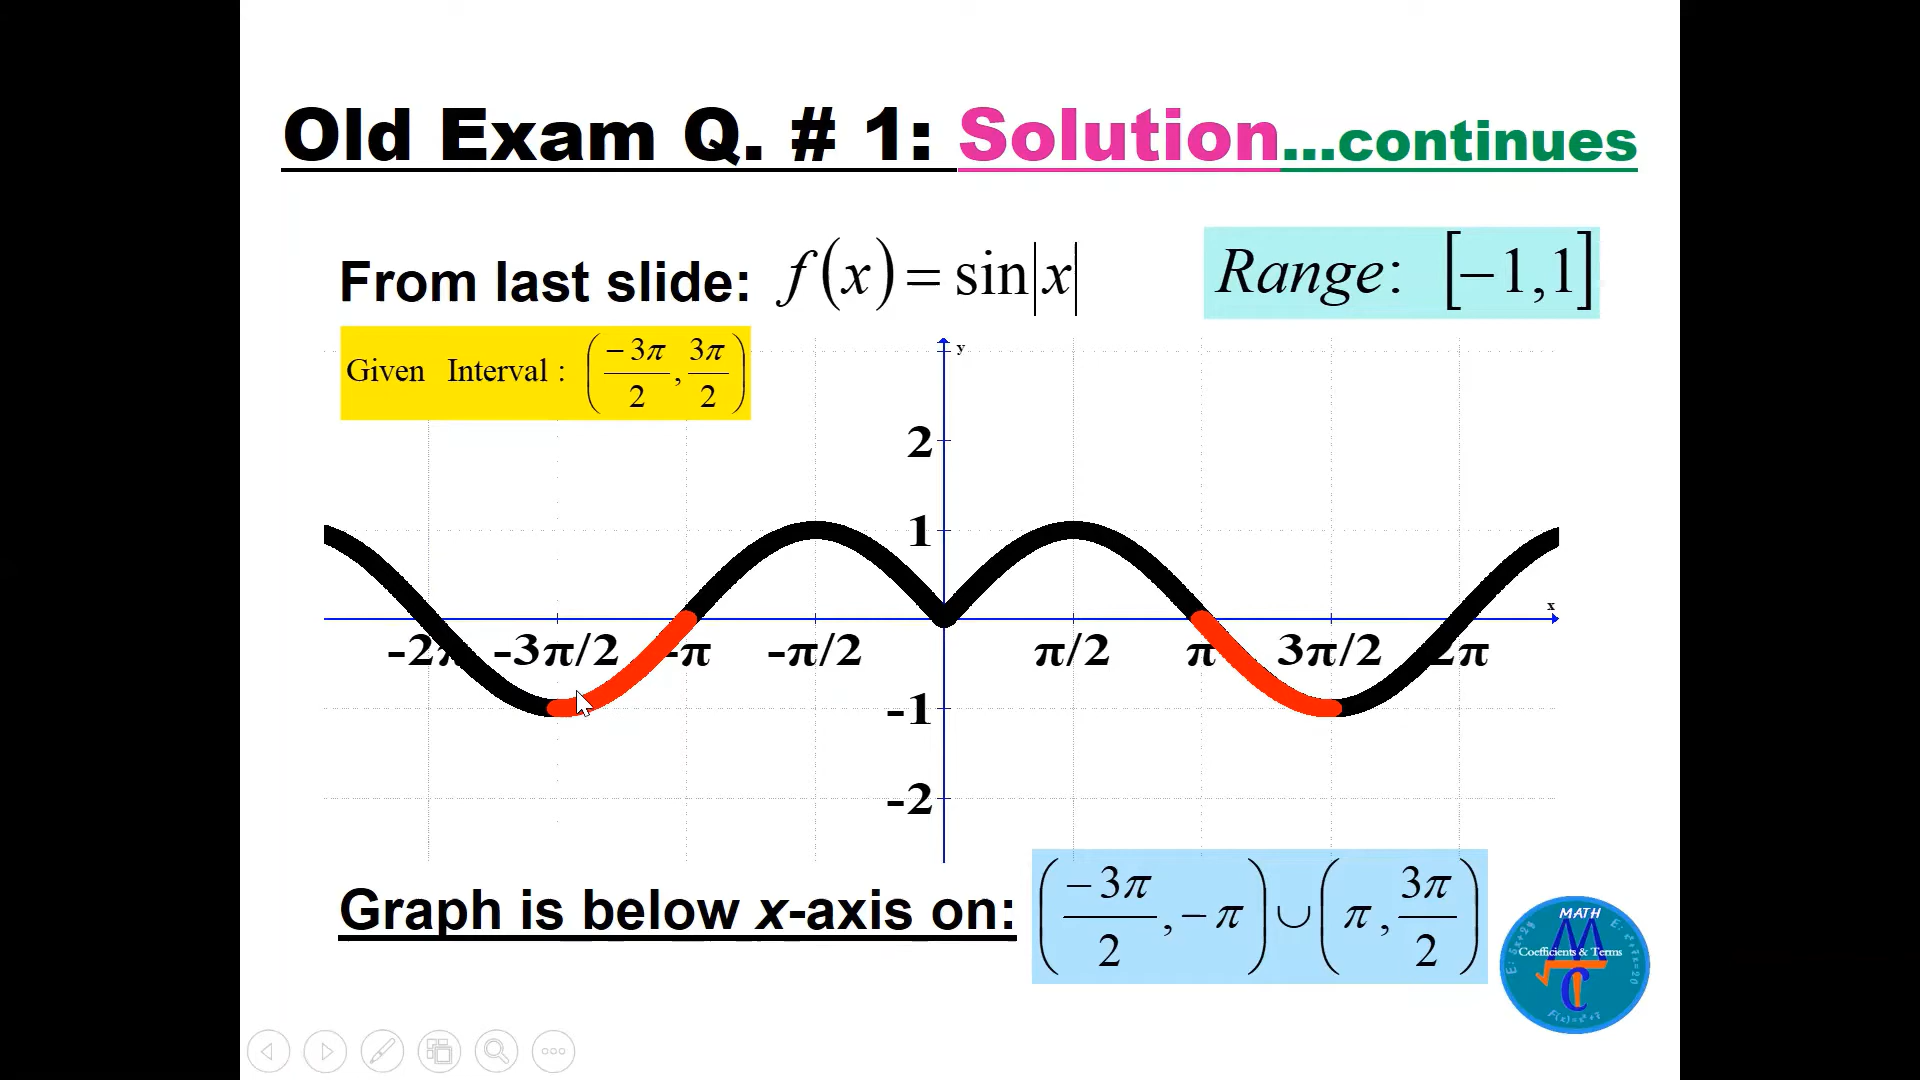 Old Exam Q. # 1: Solution...continues
From last slide: f(x) = sin|x|
Range: [−1,1]
Given Interval : (−3π/2, 3π/2)
y
2
1
x
-2π -3π/2 -π -π/2 π/2 π 3π/2 2π
-1
-2
Graph is below x-axis on: (−3π/2, −π) ∪ (π, 3π/2)
MATH
Coefficients & Terms